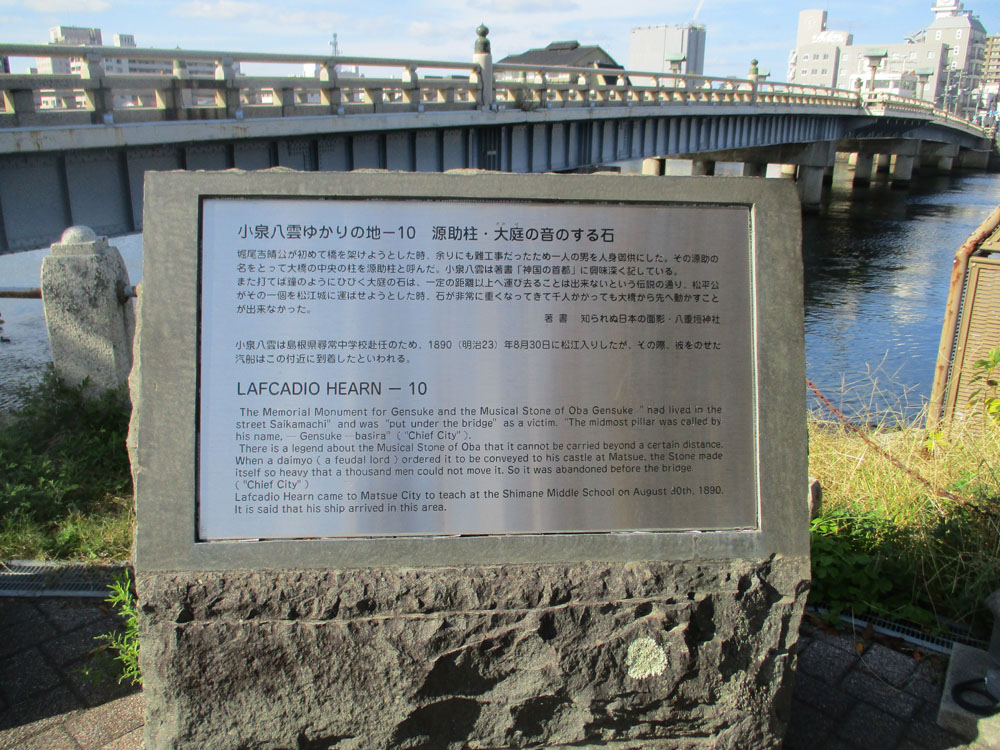 小泉八雲ゆかりの地ー10　源助柱・大庭の音のする石
堀尾吉晴公が初めて橋を架けようとした時、余りにも難工事だったため一人の男を人身御供にした。その源助の
名をとって大橋の中央の柱を源助柱と呼んだ。小泉八雲は著書「神国の首都」に興味深く記している。
また打てば鐘のようにひびく大庭の石は、一定の距離以上へ運び去ることは出来ないという伝説の通り、松平公
がその一個を松江城に運ばせようとした時、石が非常に重くなってきて千人かかっても大橋から先へ動かすこと
が出来なかった。
著書　知られぬ日本の面影・八重垣神社
小泉八雲は島根県尋常中学校赴任のため、1890（明治23）年8月30日に松江入りしたが、その際、彼をのせた
汽船はこの付近に到着したといわれる。
LAFCADIO HEARN － 10
The Memorial Monument for Gensuke and the Musical Stone of Oba Gensuke " had lived in the
street Saikamachi" and was "put under the bridge" as a victim. "The midmost pillar was called by
his name, — Gensuke — basira" ( "Chief City" ).
There is a legend about the Musical Stone of Oba that it cannot be carried beyond a certain distance.
When a daimyo ( a feudal lord ) ordered it to be conveyed to his castle at Matsue, the Stone made
itself so heavy that a thousand men could not move it. So it was abandoned before the bridge
( "Chief City" )
Lafcadio Hearn came to Matsue City to teach at the Shimane Middle School on August 30th, 1890.
It is said that his ship arrived in this area.